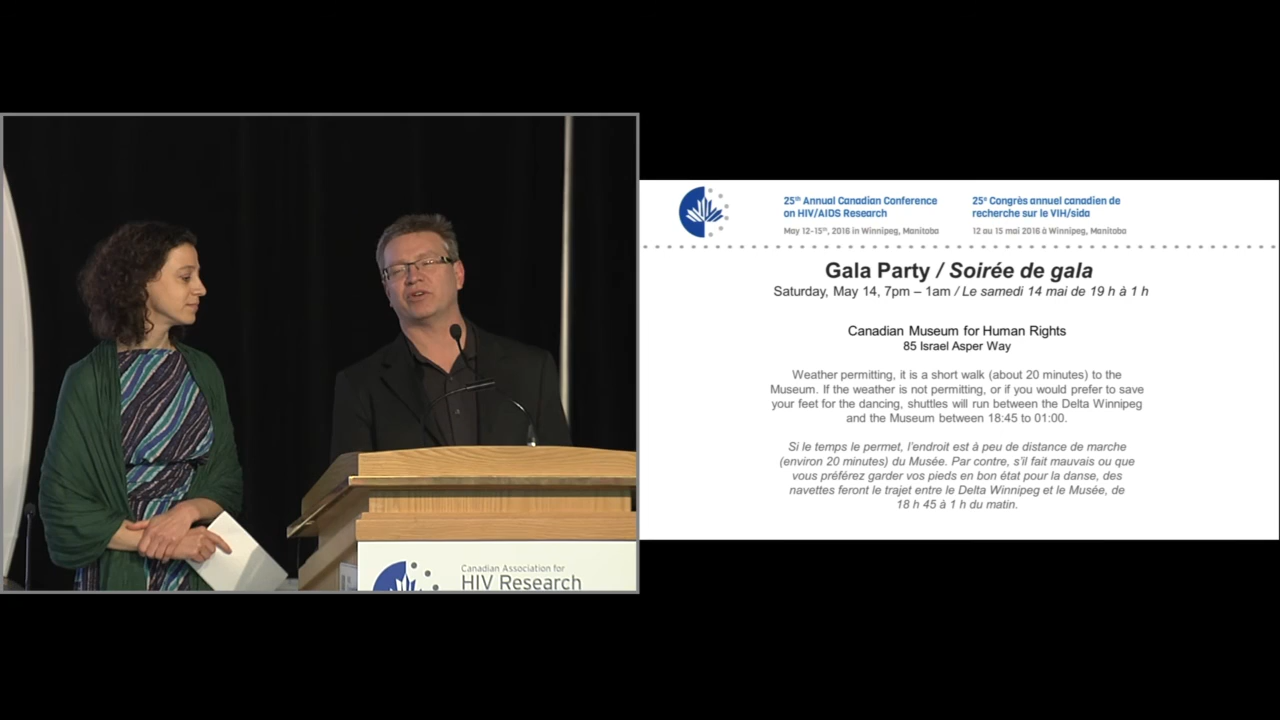 Canadian Association for
HIV Research
25th Annual Canadian Conference
on HIV/AIDS Research
May 12-15th, 2016 in Winnipeg, Manitoba
25e Congrès annuel canadien de
recherche sur le VIH/sida
12 au 15 mai 2016 à Winnipeg, Manitoba
Gala Party / Soirée de gala
Saturday, May 14, 7pm – 1am / Le samedi 14 mai de 19 h à 1 h
Canadian Museum for Human Rights
85 Israel Asper Way
Weather permitting, it is a short walk (about 20 minutes) to the
Museum. If the weather is not permitting, or if you would prefer to save
your feet for the dancing, shuttles will run between the Delta Winnipeg
and the Museum between 18:45 to 01:00.
Si le temps le permet, l'endroit est à peu de distance de marche
(environ 20 minutes) du Musée. Par contre, s'il fait mauvais ou que
vous préférez garder vos pieds en bon état pour la danse, des
navettes feront le trajet entre le Delta Winnipeg et le Musée, de
18 h 45 à 1 h du matin.